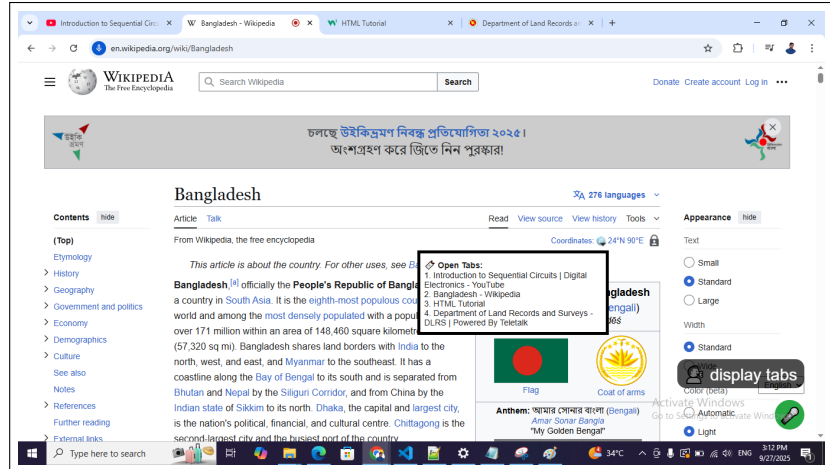 Introduction to Sequential Circu
Bangladesh - Wikipedia
HTML Tutorial
Department of Land Records a
en.wikipedia.org/wiki/Bangladesh
WIKIPEDIA
The Free Encyclopedia
Search Wikipedia
Search
Donate Create account Log in
উইকি
ভ্রমণ
চলছে উইকিভ্রমণ নিবন্ধ প্রতিযোগিতা ২০২৫।
অংশগ্রহণ করে জিতে নিন পুরস্কার!
Bangladesh
276 languages
Contents hide
Article Talk
Read View source View history Tools
Appearance hide
(Top)
From Wikipedia, the free encyclopedia
Coordinates: 24°N 90°E
Text
Etymology
History
Geography
Government and politics
Economy
Demographics
Culture
See also
Notes
References
Further reading
External links
This article is about the country. For other uses, see
Bangladesh,[a] officially the People's Republic of
a country in South Asia. It is the eighth-most populous
world and among the most densely populated with a
over 171 million within an area of 148,460 square
(57,320 sq mi). Bangladesh shares land borders with India to the
north, west, and east, and Myanmar to the southeast. It has a
coastline along the Bay of Bengal to its south and is separated from
Bhutan and Nepal by the Siliguri Corridor, and from China by the
Indian state of Sikkim to its north. Dhaka, the capital and largest city,
is the nation's political, financial, and cultural centre. Chittagong is the
second-largest city and the busiest port of the country
Open Tabs:
1. Introduction to Sequential Circuits | Digital
Electronics - YouTube
2. Bangladesh - Wikipedia
3. HTML Tutorial
4. Department of Land Records and Surveys -
DLRS | Powered By Teletalk
Flag
Coat of arms
Anthem: আমার সোনার বাংলা (Bengali)
Amar Sonar Bangla
"My Golden Bengal"
Small
Standard
Large
Width
Standard
Wide
Color (beta)
Automatic
Light
display tabs
English
Activate Windows
Go to Settings to activate Windows.
Type here to search
34°C
ENG
3:12 PM
9/27/2025